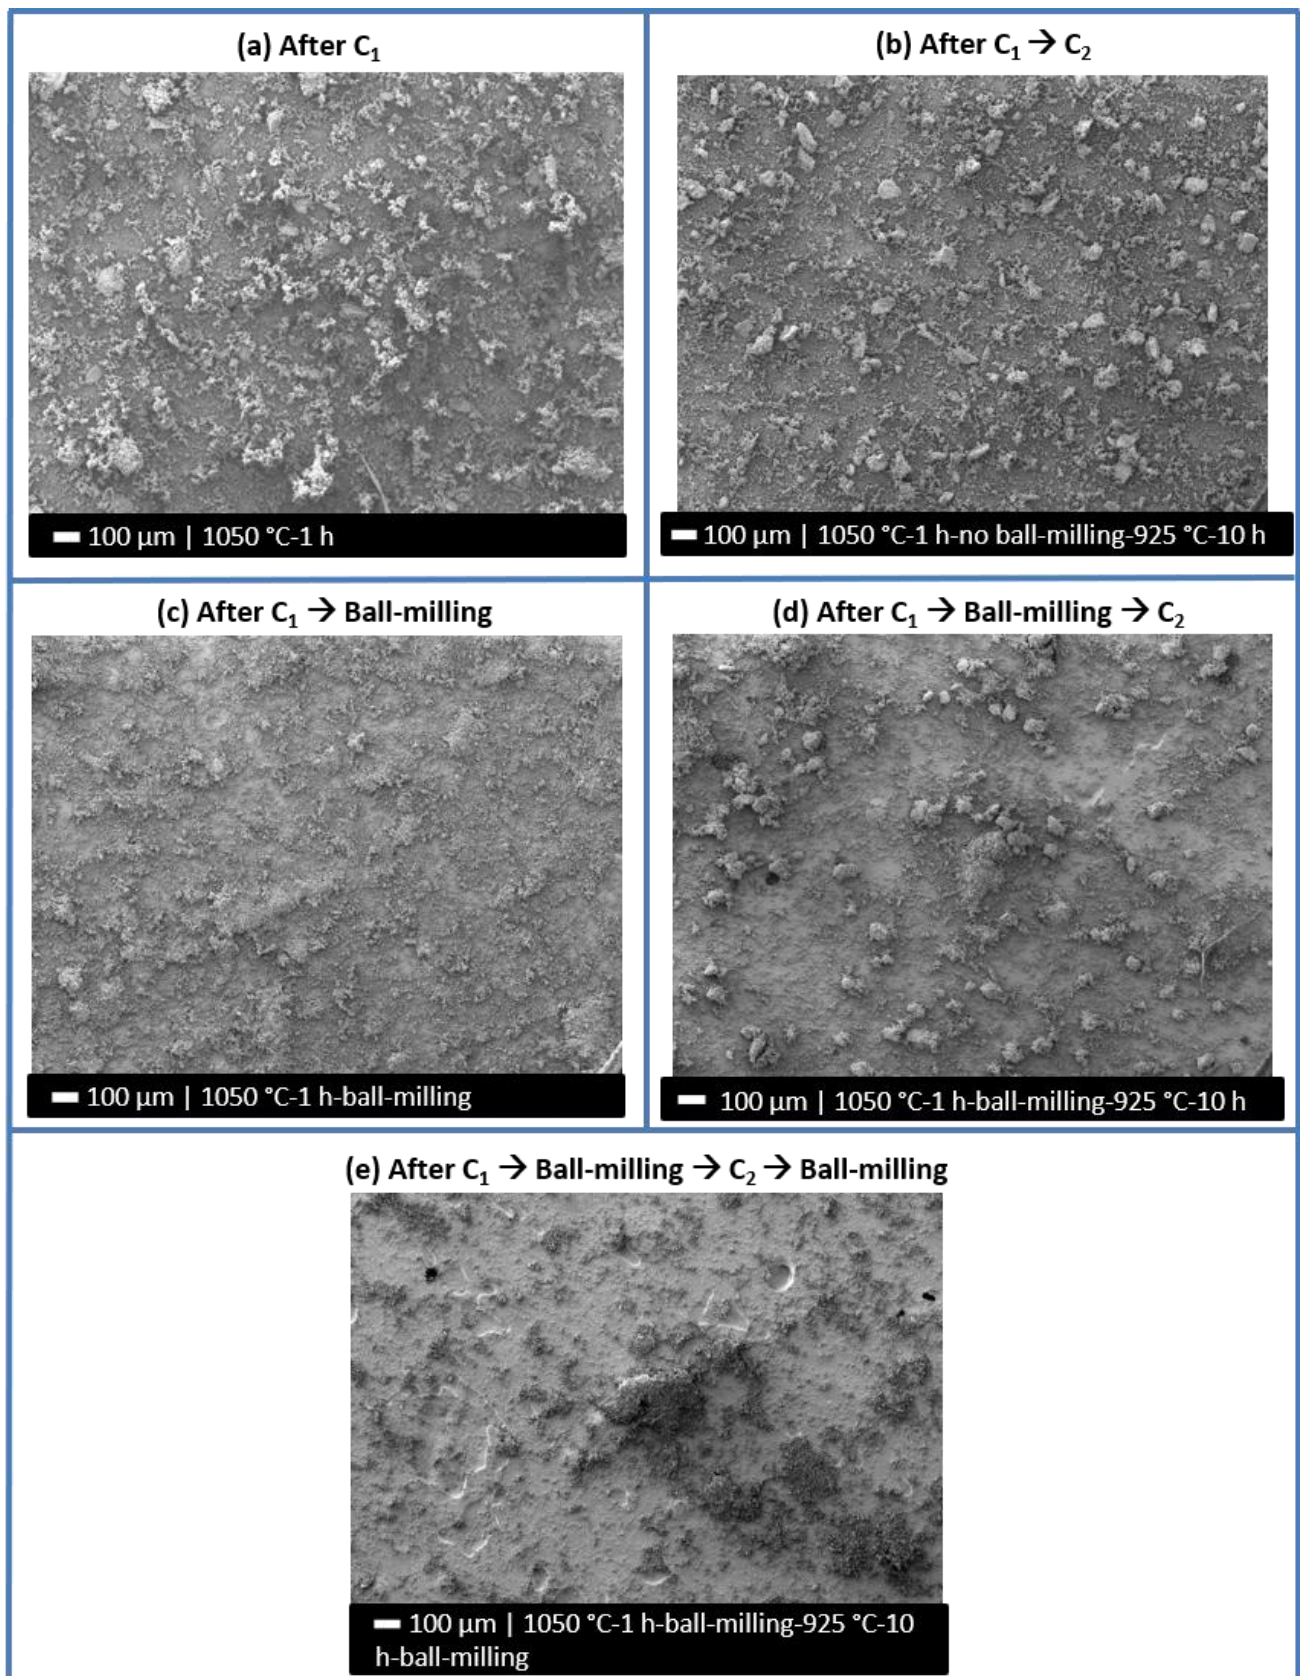 (a) After C₁
(b) After C₁ → C₂
100 µm | 1050 °C-1 h
100 µm | 1050 °C-1 h-no ball-milling-925 °C-10 h
(c) After C₁ → Ball-milling
(d) After C₁ → Ball-milling → C₂
100 µm | 1050 °C-1 h-ball-milling
100 µm | 1050 °C-1 h-ball-milling-925 °C-10 h
(e) After C₁ → Ball-milling → C₂ → Ball-milling
100 µm | 1050 °C-1 h-ball-milling-925 °C-10
h-ball-milling